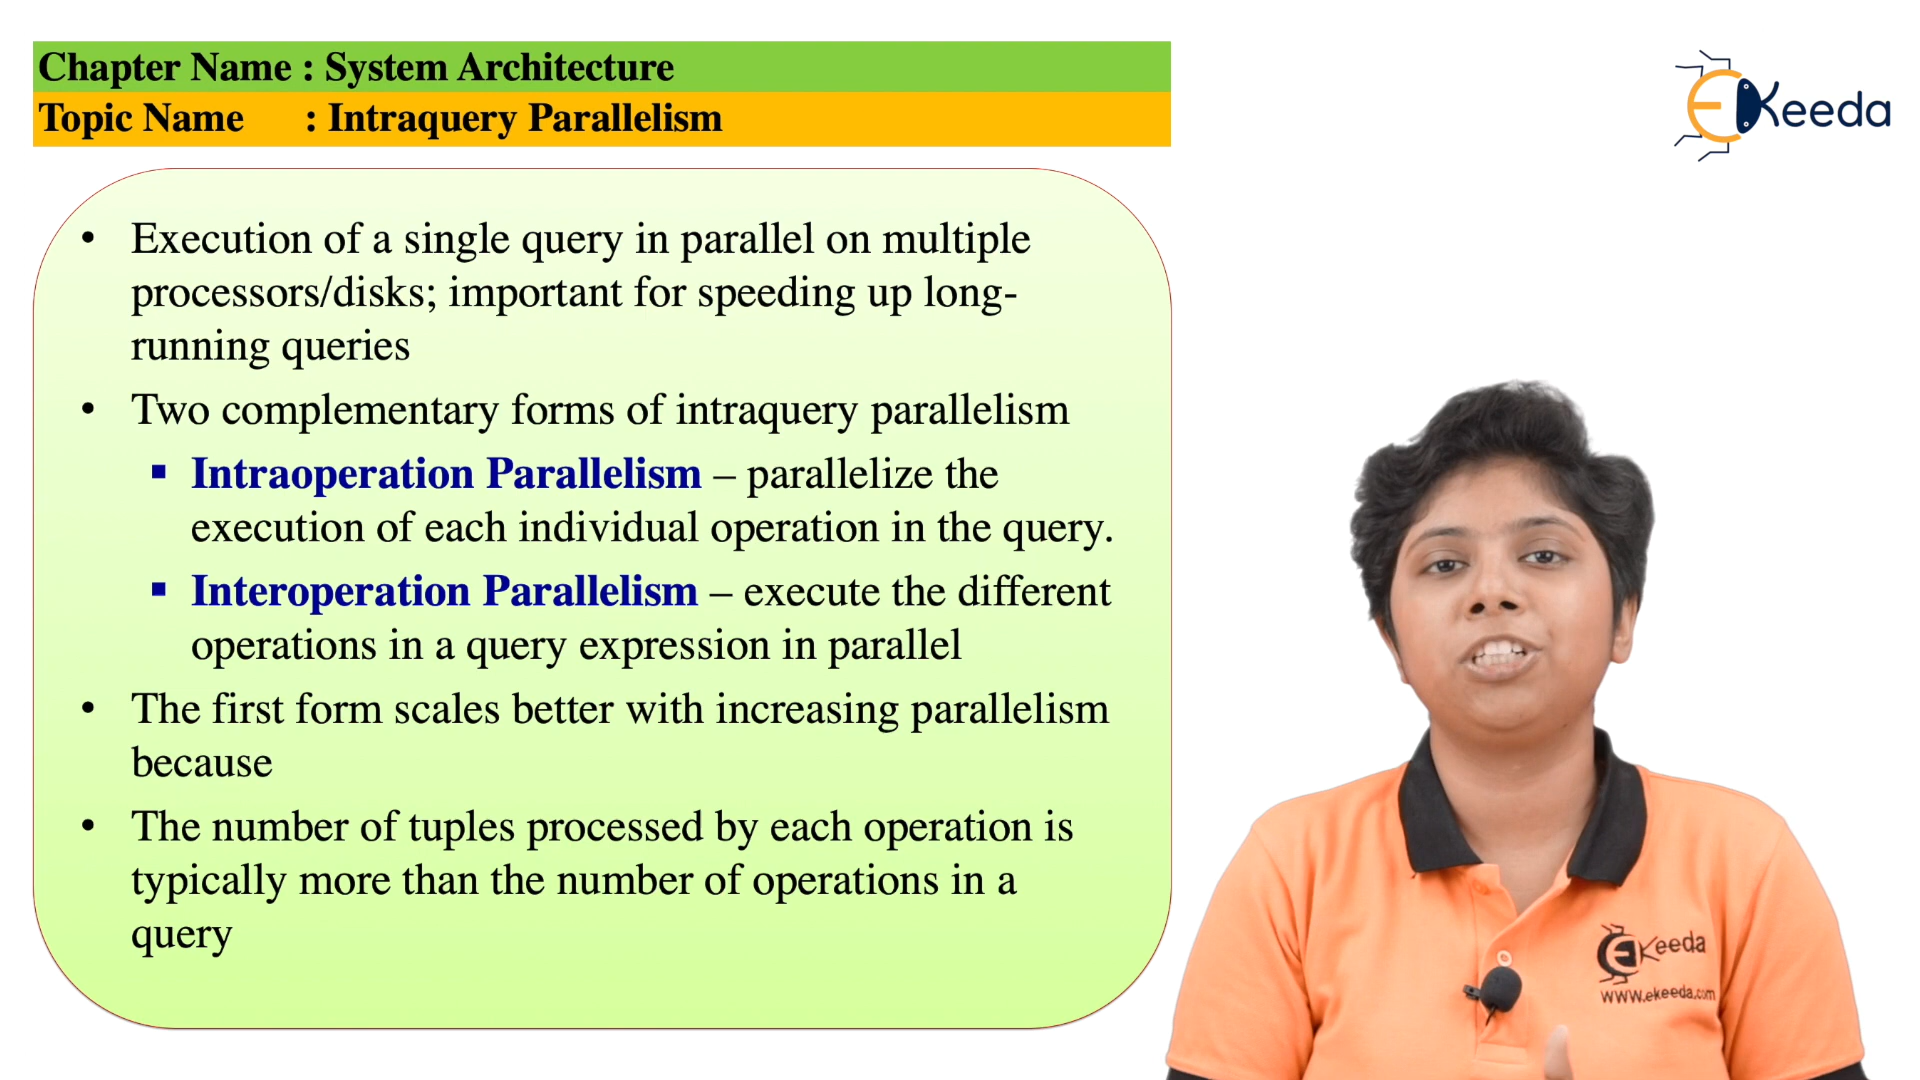 Chapter Name : System Architecture
Topic Name : Intraquery Parallelism
EKeeda
• Execution of a single query in parallel on multiple
processors/disks; important for speeding up long-
running queries
• Two complementary forms of intraquery parallelism
▪ Intraoperation Parallelism – parallelize the
execution of each individual operation in the query.
▪ Interoperation Parallelism – execute the different
operations in a query expression in parallel
• The first form scales better with increasing parallelism
because
• The number of tuples processed by each operation is
typically more than the number of operations in a
query
EKeeda
www.ekeeda.com